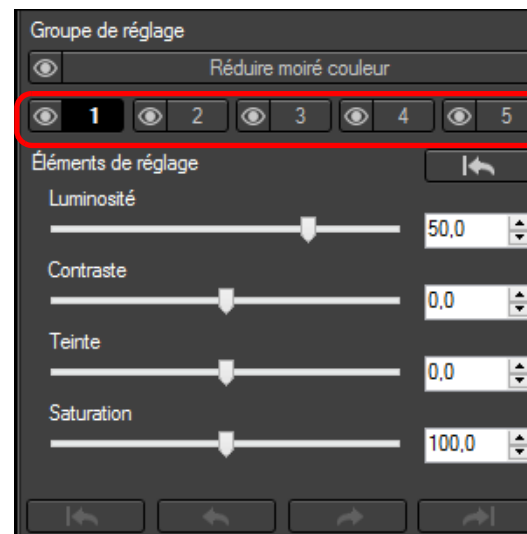 Groupe de réglage
Réduire moiré couleur
1 2 3 4 5
Éléments de réglage
Luminosité
50,0
Contraste
0,0
Teinte
0,0
Saturation
100,0